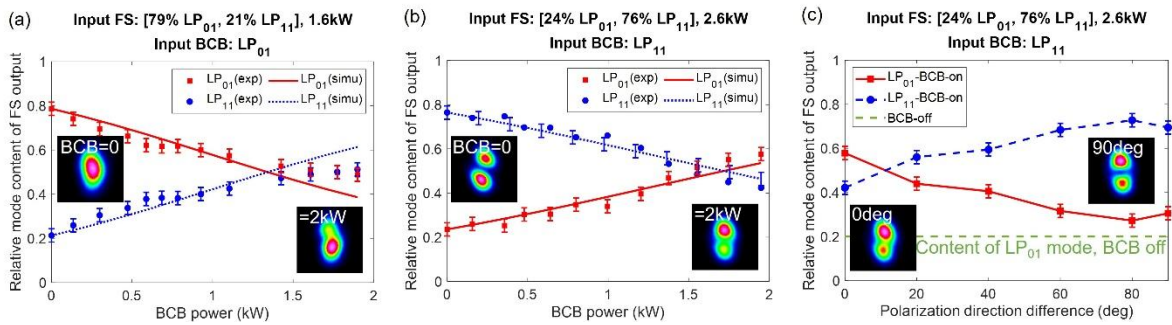 (a)
Input FS: [79% LP₀₁, 21% LP₁₁], 1.6kW
Input BCB: LP₀₁
Relative mode content of FS output
1
0.8
0.6
0.4
0.2
0
LP₀₁(exp) LP₀₁(simu)
LP₁₁(exp) LP₁₁(simu)
BCB=0
=2kW
0 0.5 1 1.5 2
BCB power (kW)
(b)
Input FS: [24% LP₀₁, 76% LP₁₁], 2.6kW
Input BCB: LP₁₁
Relative mode content of FS output
1
0.8
0.6
0.4
0.2
0
LP₀₁(exp) LP₀₁(simu)
LP₁₁(exp) LP₁₁(simu)
BCB=0
=2kW
0 0.5 1 1.5 2
BCB power (kW)
(c)
Input FS: [24% LP₀₁, 76% LP₁₁], 2.6kW
Input BCB: LP₁₁
Relative mode content of FS output
1
0.8
0.6
0.4
0.2
0
LP₀₁-BCB-on
LP₁₁-BCB-on
BCB-off
90deg
0deg
Content of LP₀₁ mode, BCB off
0 20 40 60 80
Polarization direction difference (deg)